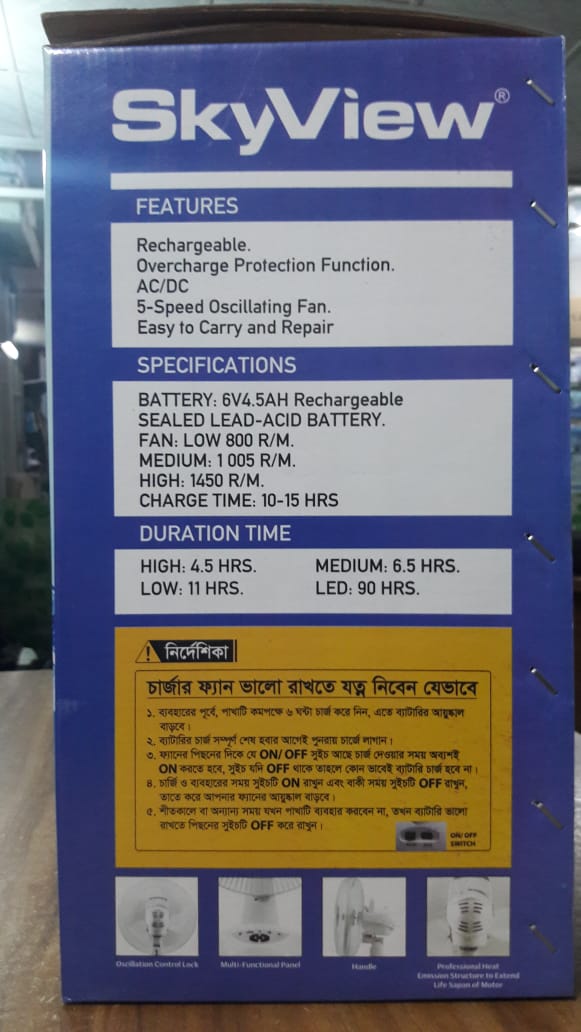 SkyView®
FEATURES
Rechargeable.
Overcharge Protection Function.
AC/DC
5-Speed Oscillating Fan.
Easy to Carry and Repair
SPECIFICATIONS
BATTERY: 6V4.5AH Rechargeable
SEALED LEAD-ACID BATTERY.
FAN: LOW 800 R/M.
MEDIUM: 1 005 R/M.
HIGH: 1450 R/M.
CHARGE TIME: 10-15 HRS
DURATION TIME
HIGH: 4.5 HRS. MEDIUM: 6.5 HRS.
LOW: 11 HRS. LED: 90 HRS.
নির্দেশিকা
চার্জার ফ্যান ভালো রাখতে যত্ন নিবেন যেভাবে
১. ব্যবহারের পূর্বে, পাখাটি কমপক্ষে ৬ ঘন্টা চার্জ করে নিন, এতে ব্যাটারির আয়ুষ্কাল
বাড়বে।
২. ব্যাটারির চার্জ সম্পূর্ণ শেষ হবার আগেই পুনরায় চার্জে লাগান।
৩. ফ্যানের পিছনের দিকে যে ON/ OFF সুইচ আছে চার্জ দেওয়ার সময় অবশ্যই
ON করতে হবে, সুইচ যদি OFF থাকে তাহলে কোন ভাবেই ব্যাটারি চার্জ হবে না।
৪. চার্জি ও ব্যবহারের সময় সুইচটি ON রাখুন এবং বাকী সময় সুইচটি OFF রাখুন,
তাতে করে আপনার ফ্যানের আয়ুষ্কাল বাড়বে।
৫. শীতকালে বা অন্যান্য সময় যখন পাখাটি ব্যবহার করবেন না, তখন ব্যাটারি ভালো
রাখতে পিছনের সুইচটি OFF করে রাখুন।
ON/ OFF
SWITCH
Oscillation Control Lock
Multi-Functional Panel
Handle
Professional Heat
Emission Structure to Extend
Life Sapan of Motor